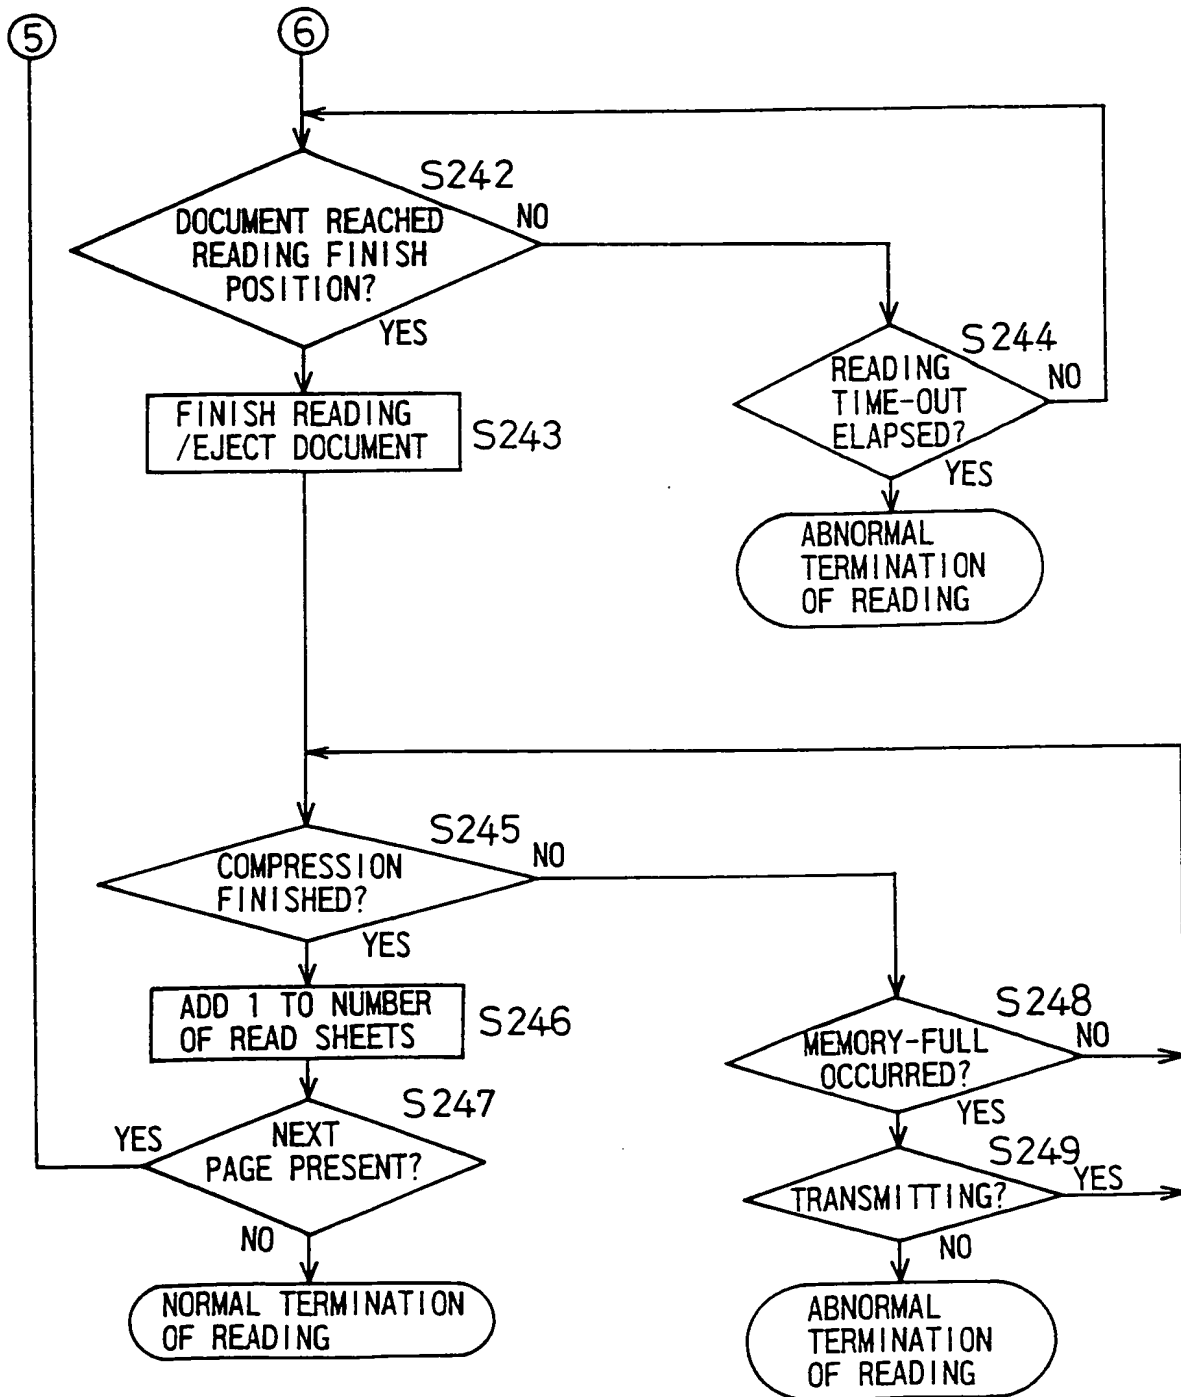 5
6
S242
DOCUMENT REACHED
READING FINISH
POSITION?
NO
YES
S244
READING
TIME-OUT
ELAPSED?
NO
YES
FINISH READING
/EJECT DOCUMENT
S243
ABNORMAL
TERMINATION
OF READING
S245
COMPRESSION
FINISHED?
NO
YES
ADD 1 TO NUMBER
OF READ SHEETS
S246
S248
MEMORY-FULL
OCCURRED?
NO
YES
S247
NEXT
PAGE PRESENT?
YES
NO
S249
TRANSMITTING?
YES
NO
NORMAL TERMINATION
OF READING
ABNORMAL
TERMINATION
OF READING